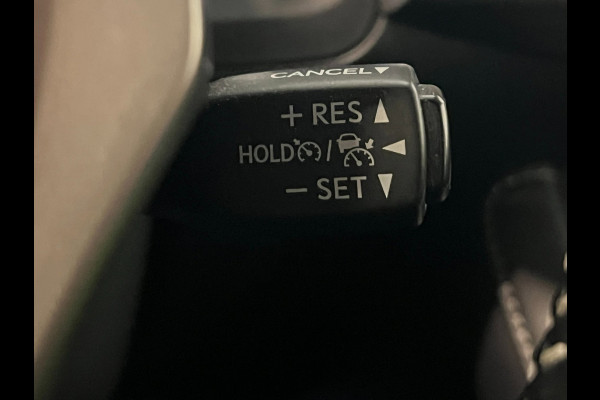 CANCEL▼
+ RES ▲
HOLD / ◀
− SET ▼